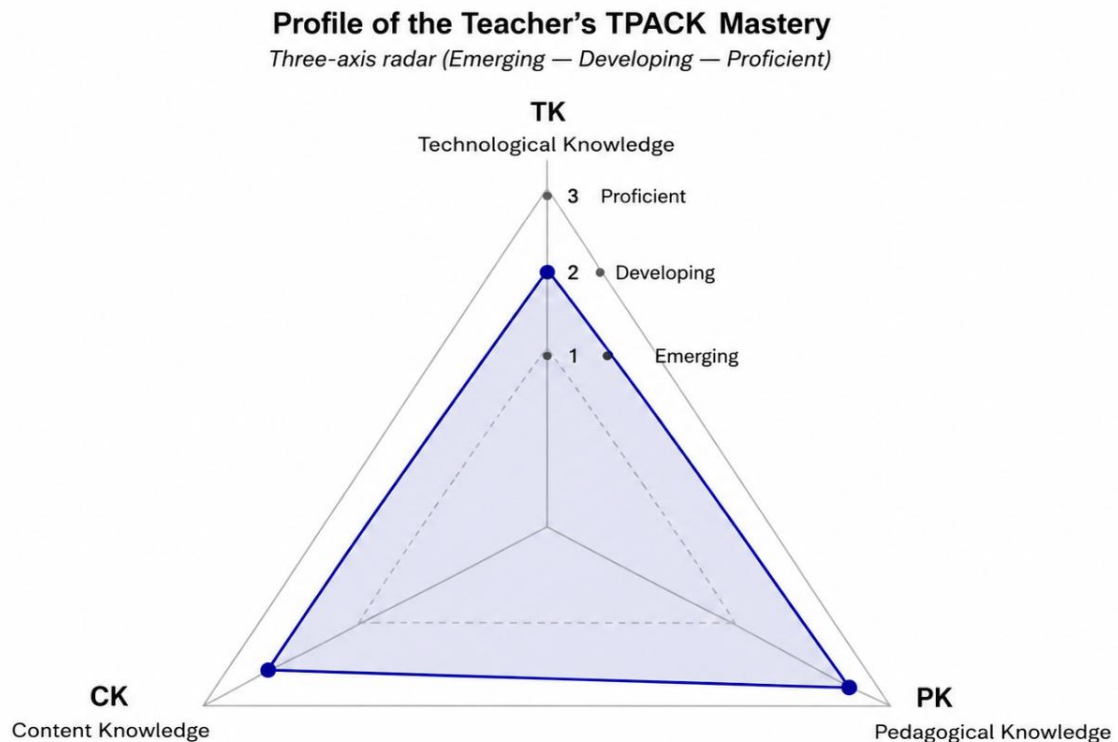 Profile of the Teacher’s TPACK Mastery
Three-axis radar (Emerging — Developing — Proficient)
TK
Technological Knowledge
3 Proficient
2 Developing
1 Emerging
CK
Content Knowledge
PK
Pedagogical Knowledge